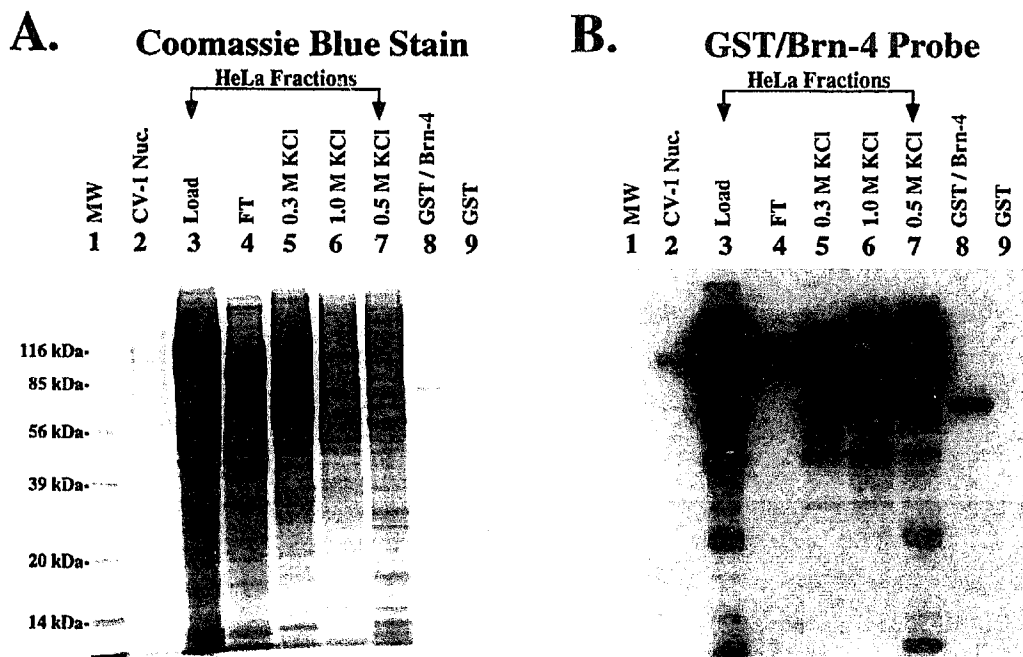 A.
Coomassie Blue Stain
HeLa Fractions
MW
CV-1 Nuc.
Load
FT
0.3 M KCl
1.0 M KCl
0.5 M KCl
GST / Brn-4
GST
1 2 3 4 5 6 7 8 9
116 kDa-
85 kDa-
56 kDa-
39 kDa-
20 kDa-
14 kDa-
B.
GST/Brn-4 Probe
HeLa Fractions
MW
CV-1 Nuc.
Load
FT
0.3 M KCl
1.0 M KCl
0.5 M KCl
GST / Brn-4
GST
1 2 3 4 5 6 7 8 9